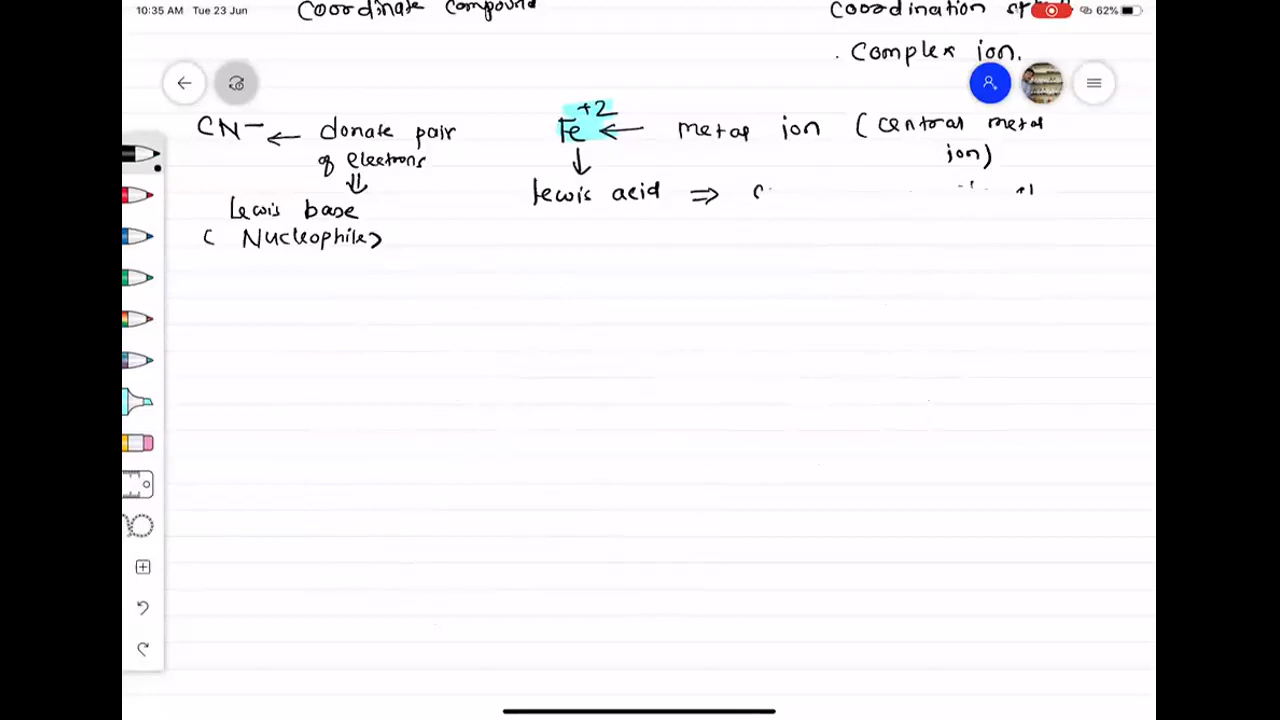 10:35 AM Tue 23 Jun
62%
Coordinate compound
Coordination
Complex ion.
CN- ← donate pair
of electrons
⇓
Lewis base
( Nucleophile)
Fe+2 ← metal ion (central metal
ion)
↓
Lewis acid ⇒